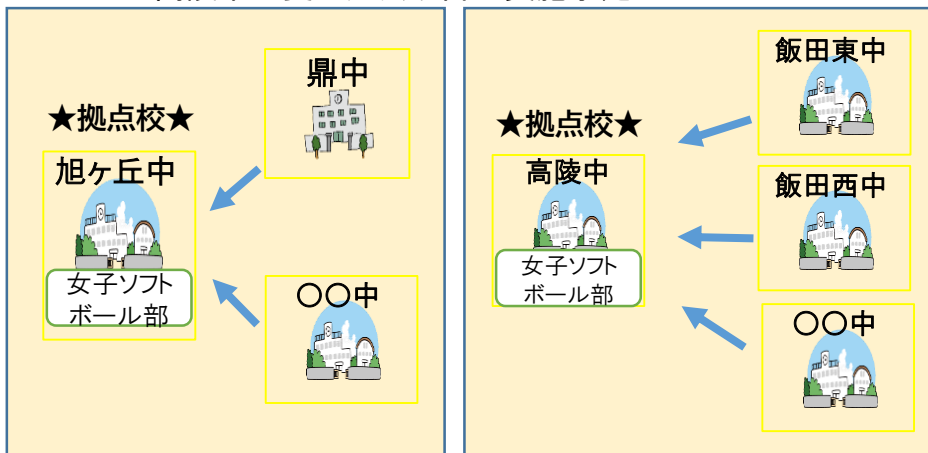 鼎中
★拠点校★
旭ヶ丘中
女子ソフト
ボール部
〇〇中
飯田東中
★拠点校★
高陵中
飯田西中
女子ソフト
ボール部
〇〇中